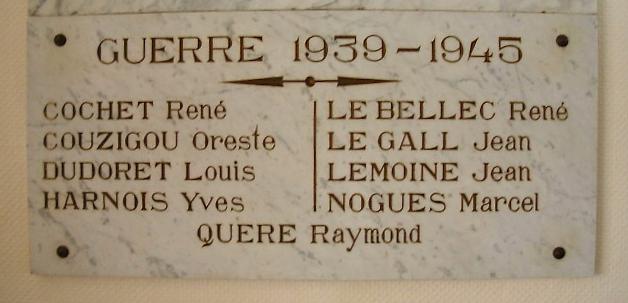 GUERRE 1939-1945
COCHET René
COUZIGOU Oreste
DUDORET Louis
HARNOIS Yves
LE BELLEC René
LE GALL Jean
LEMOINE Jean
NOGUES Marcel
QUERE Raymond